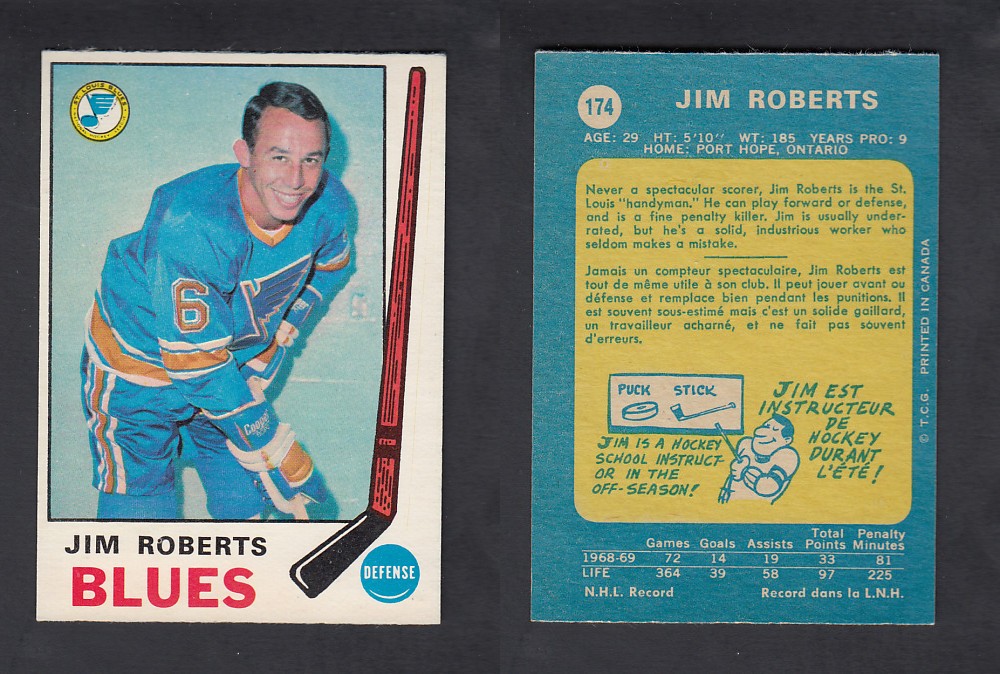 ST. LOUIS BLUES
NATIONAL HOCKEY LEAGUE
6
Cooper
JIM ROBERTS
BLUES
DEFENSE
174
JIM ROBERTS
AGE: 29 HT: 5'10" WT: 185 YEARS PRO: 9
HOME: PORT HOPE, ONTARIO
Never a spectacular scorer, Jim Roberts is the St.
Louis "handyman." He can play forward or defense,
and is a fine penalty killer. Jim is usually under-
rated, but he's a solid, industrious worker who
seldom makes a mistake.
Jamais un compteur spectaculaire, Jim Roberts est
tout de même utile à son club. Il peut jouer avant ou
défense et remplace bien pendant les punitions. Il
est souvent sous-estimé mais c'est un solide gaillard,
un travailleur acharné, et ne fait pas souvent
d'erreurs.
PUCK STICK
JIM IS A HOCKEY
SCHOOL INSTRUCT-
OR IN THE
OFF-SEASON!
JIM EST
INSTRUCTEUR
DE
HOCKEY
DURANT
L'ÉTÉ!
Games Goals Assists Total Points Penalty Minutes
1968-69 72 14 19 33 81
LIFE 364 39 58 97 225
N.H.L. Record Record dans la L.N.H.
© T.C.G. PRINTED IN CANADA